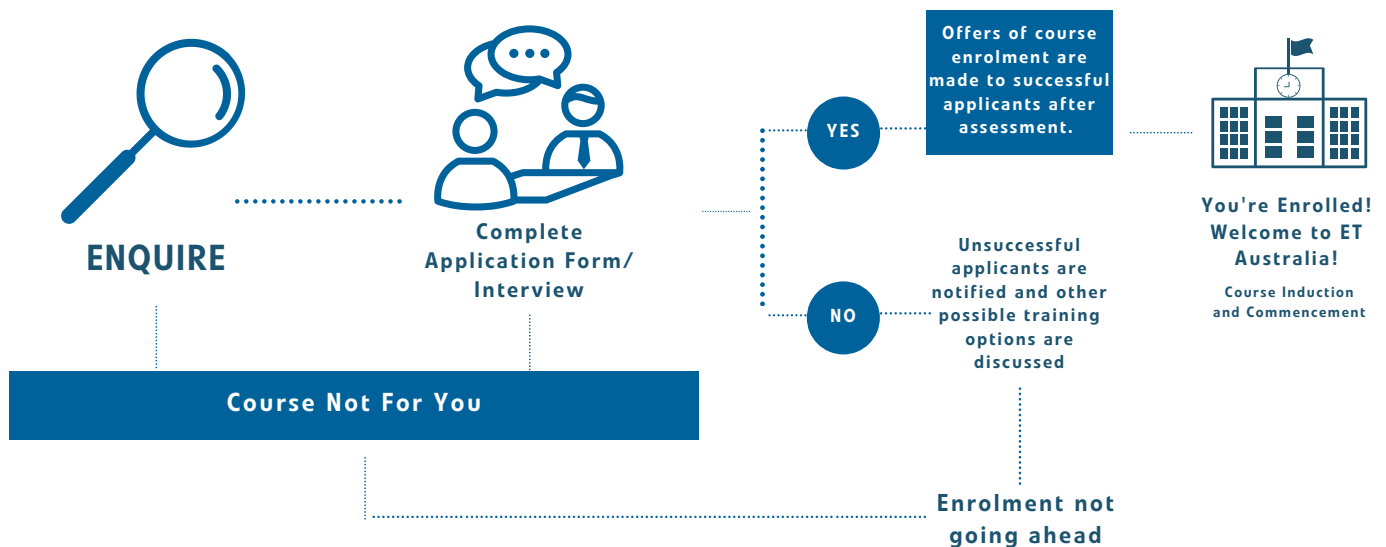 ENQUIRE
Complete
Application Form/
Interview
YES
Offers of course
enrolment are
made to successful
applicants after
assessment.
You're Enrolled!
Welcome to ET
Australia!
Course Induction
and Commencement
NO
Unsuccessful
applicants are
notified and other
possible training
options are
discussed
Course Not For You
Enrolment not
going ahead